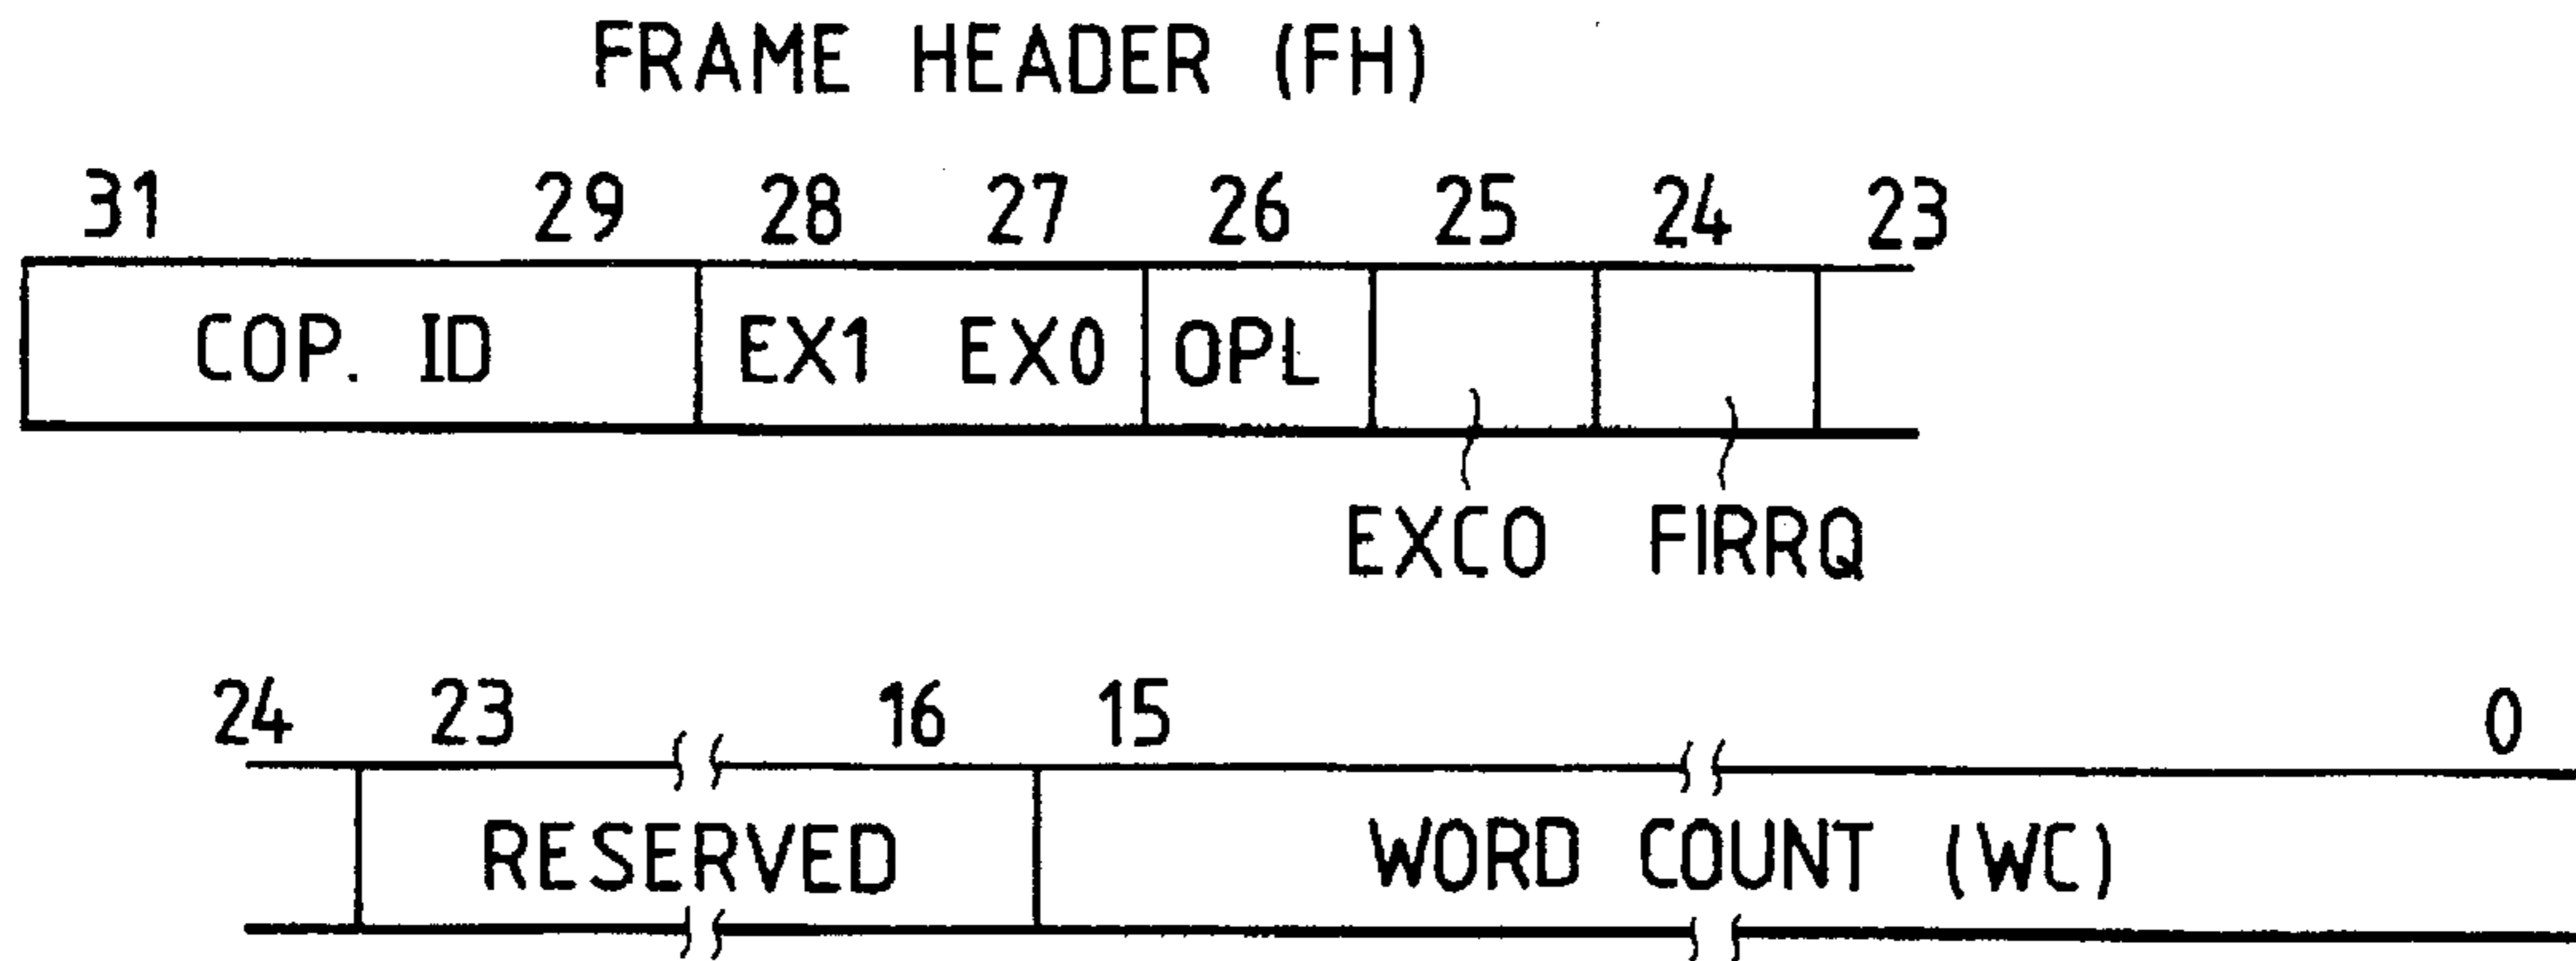 FRAME HEADER (FH)
31 29 28 27 26 25 24 23
COP. ID EX1 EX0 OPL
EXCO FIRRQ
24 23 16 15 0
RESERVED WORD COUNT (WC)